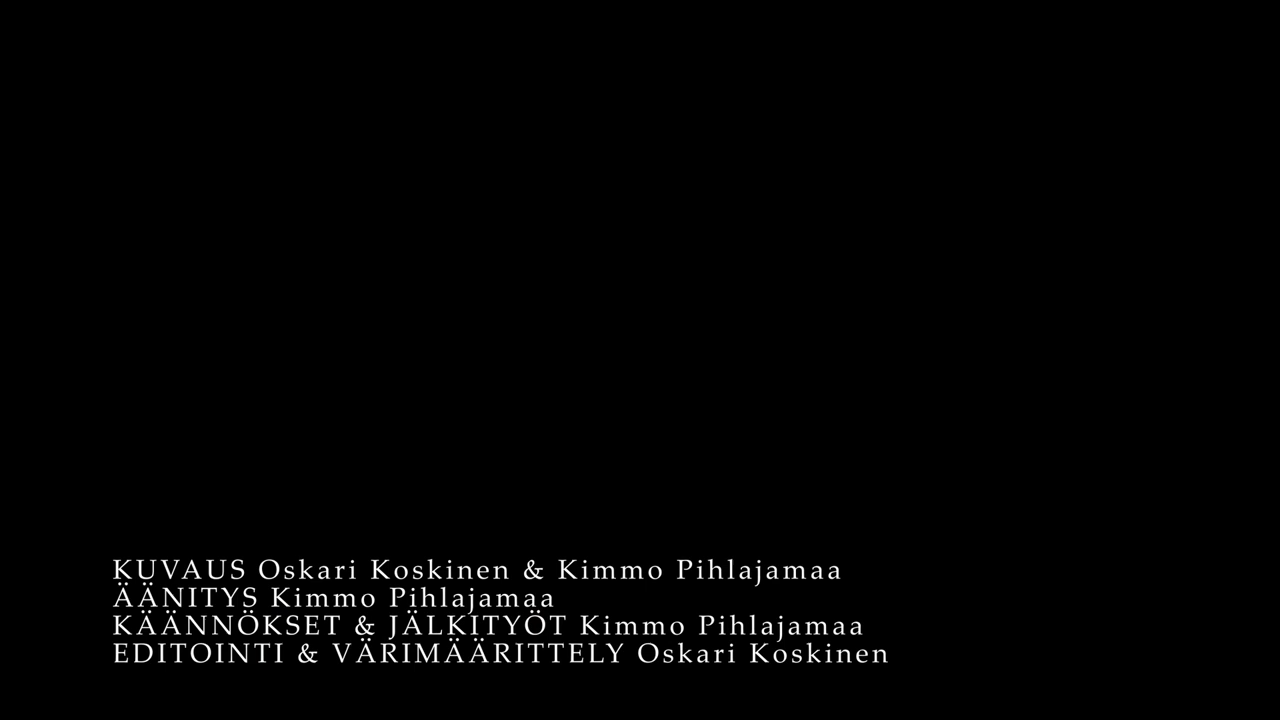 KUVAUS Oskari Koskinen & Kimmo Pihlajamaa
ÄÄNITYS Kimmo Pihlajamaa
KÄÄNNÖKSET & JÄLKITYÖT Kimmo Pihlajamaa
EDITOINTI & VÄRIMÄÄRITTELY Oskari Koskinen